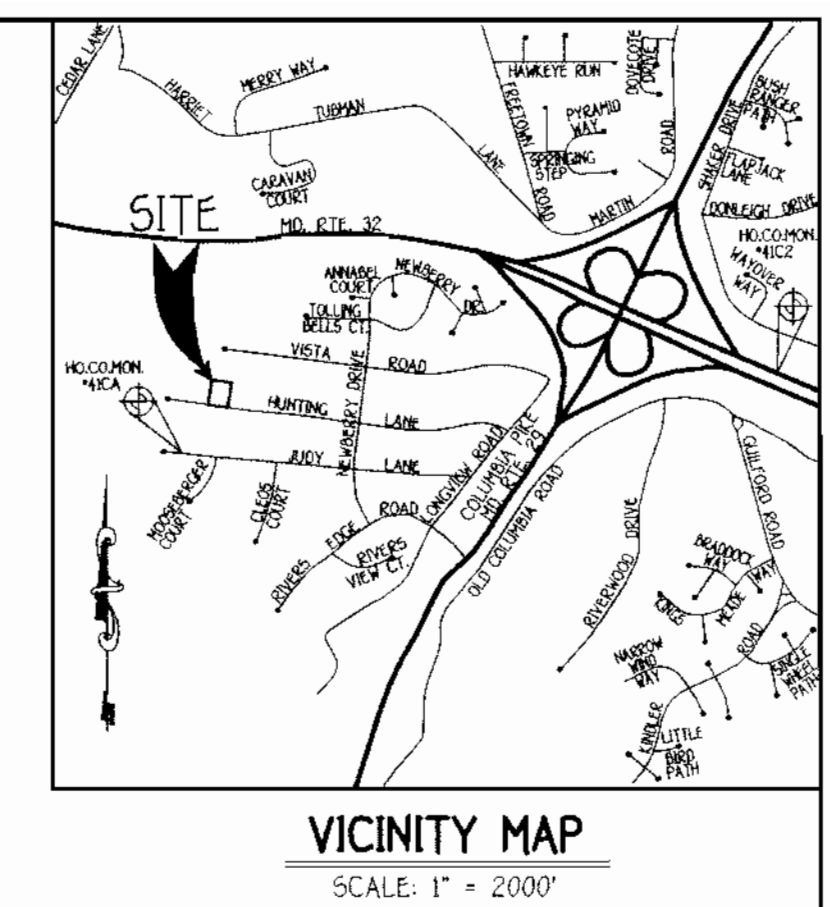 CEDAR LANE
HARRIET
MERRY WAY
TUBMAN
LANE
CARAVAN
COURT
HAWKEYE RUN
DOVECOTE
DRIVE
FREETOWN
ROAD
PYRAMID
WAY
SPRINGING
STEP
MARTIN
ROAD
SHAKER DRIVE
BUSH
RANGER
PATH
FLAPJACK
LANE
DONLEIGH DRIVE
HO.CO.MON.
*41C2
WAYOVER
WAY
SITE
MD. RTE. 32
ANNABEL
COURT
NEWBERRY
DR.
TOLLING
BELLS CT.
VISTA
ROAD
HO.CO.MON.
*41CA
HUNTING
LANE
NEWBERRY DRIVE
JUDY
LANE
LONGVIEW ROAD
COLUMBIA PIKE
MD. RTE. 29
OLD COLUMBIA ROAD
MOOSEBERGER
COURT
CLEOS
COURT
RIVERS
EDGE
ROAD
RIVERS
VIEW CT.
RIVERWOOD DRIVE
GUILFORD ROAD
BRADDOCK
WAY
KINGS
MEADE
WAY
NARROW
WIND
WAY
ROAD
KINDLER
SINGLE
WHEEL
PATH
LITTLE
BIRD
PATH
VICINITY MAP
SCALE: 1" = 2000'